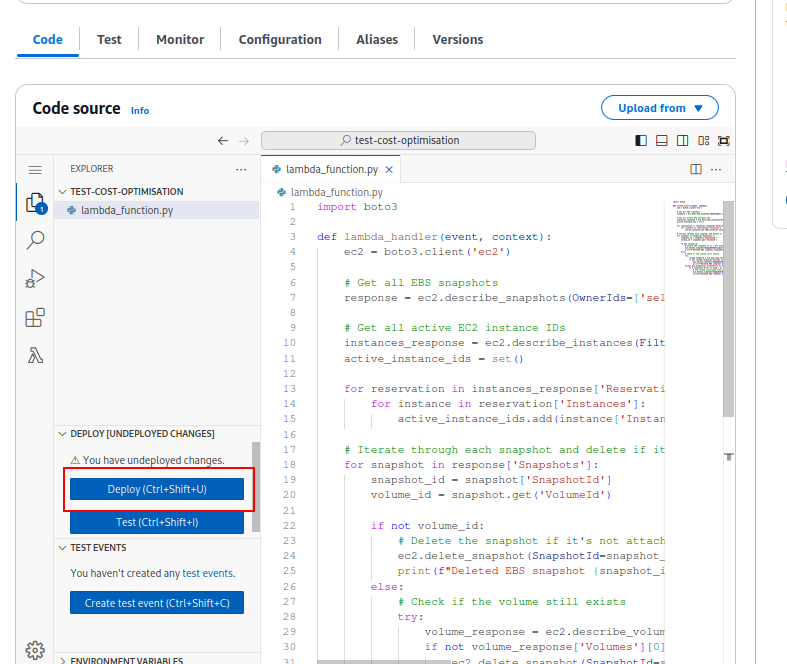 Code Test Monitor Configuration Aliases Versions
Code source Info
Upload from
test-cost-optimisation
EXPLORER
lambda_function.py
TEST-COST-OPTIMISATION
lambda_function.py
1
lambda_function.py
DEPLOY [UNDEPLOYED CHANGES]
You have undeployed changes.
Deploy (Ctrl+Shift+U)
Test (Ctrl+Shift+I)
TEST EVENTS
You haven't created any test events.
Create test event (Ctrl+Shift+C)
ENVIRONMENT VARIABLES
1 import boto3
2
3 def lambda_handler(event, context):
4 ec2 = boto3.client('ec2')
5
6 # Get all EBS snapshots
7 response = ec2.describe_snapshots(OwnerIds=['sel
8
9 # Get all active EC2 instance IDs
10 instances_response = ec2.describe_instances(Filt
11 active_instance_ids = set()
12
13 for reservation in instances_response['Reservati
14 for instance in reservation['Instances']:
15 active_instance_ids.add(instance['Instan
16
17 # Iterate through each snapshot and delete if it
18 for snapshot in response['Snapshots']:
19 snapshot_id = snapshot['SnapshotId']
20 volume_id = snapshot.get('VolumeId')
21
22 if not volume_id:
23 # Delete the snapshot if it's not attach
24 ec2.delete_snapshot(SnapshotId=snapshot_
25 print(f"Deleted EBS snapshot {snapshot_i
26 else:
27 # Check if the volume still exists
28 try:
29 volume_response = ec2.describe_volum
30 if not volume_response['Volumes'][0]
31 ec2.delete_snapshot(SnapshotId=s